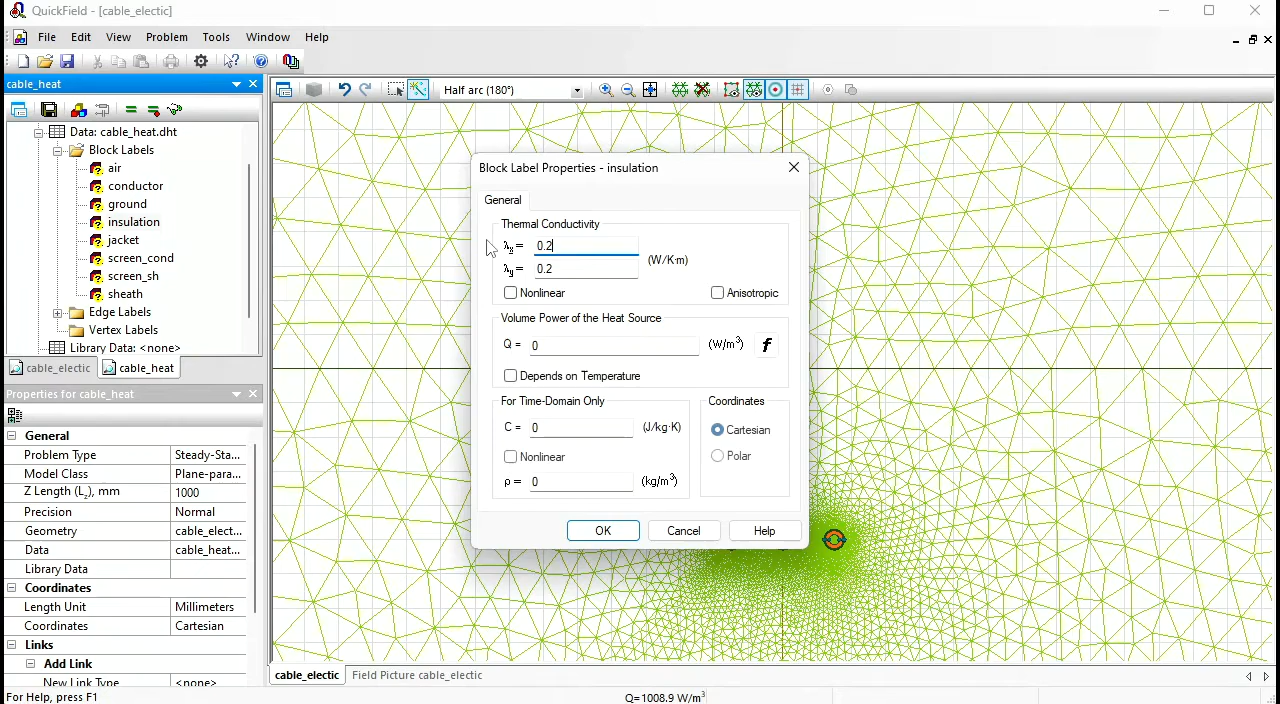 QuickField - [cable_electic]
File Edit View Problem Tools Window Help
cable_heat
Half arc (180°)
Data: cable_heat.dht
Block Labels
air
conductor
ground
insulation
jacket
screen_cond
screen_sh
sheath
Edge Labels
Vertex Labels
Library Data: <none>
cable_electic cable_heat
Properties for cable_heat
General
Problem Type Steady-Sta...
Model Class Plane-para...
Z Length (Lz), mm 1000
Precision Normal
Geometry cable_elect...
Data cable_heat...
Library Data
Coordinates
Length Unit Millimeters
Coordinates Cartesian
Links
Add Link
New Link Type <none>
Block Label Properties - insulation
General
Thermal Conductivity
λx = 0.2
(W/K·m)
λy = 0.2
Nonlinear Anisotropic
Volume Power of the Heat Source
Q = 0 (W/m³) f
Depends on Temperature
For Time-Domain Only
C = 0 (J/kg·K)
Nonlinear
ρ = 0 (kg/m³)
Coordinates
Cartesian
Polar
OK Cancel Help
cable_electic Field Picture cable_electic
For Help, press F1 Q=1008.9 W/m³